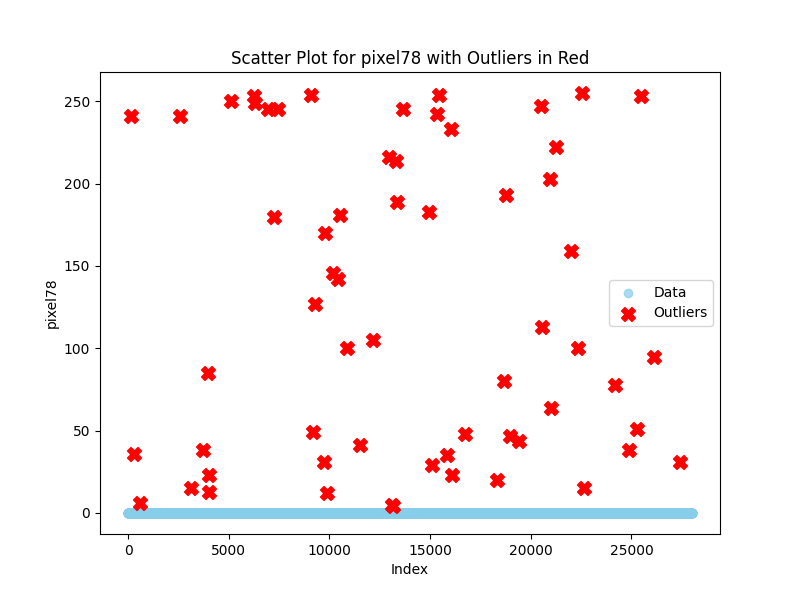 Scatter Plot for pixel78 with Outliers in Red
250
200
150
100
50
0
pixel78
Data
Outliers
0 5000 10000 15000 20000 25000
Index